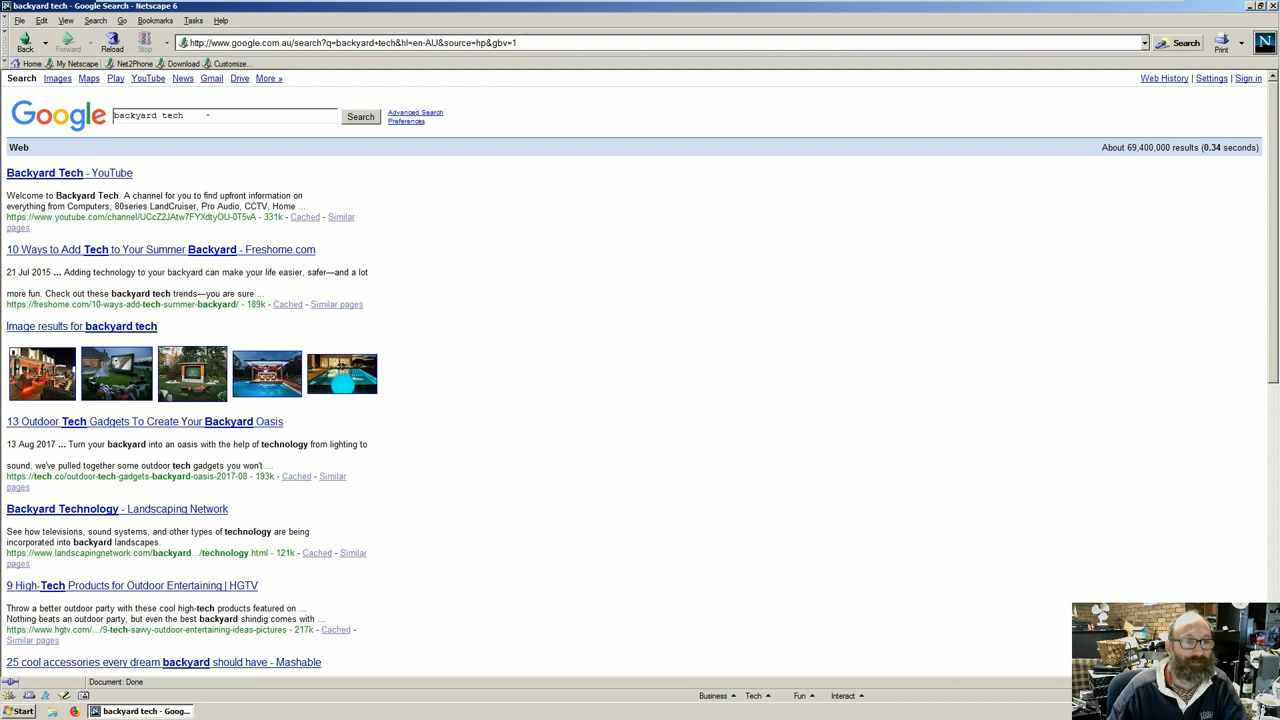 backyard tech - Google Search - Netscape 6
File Edit View Search Go Bookmarks Tasks Help
Back Forward Reload Stop http://www.google.com.au/search?q=backyard+tech&hl=en-AU&source=hp&gbv=1 Search Print N
Home My Netscape Net2Phone Download Customize...
Search Images Maps Play YouTube News Gmail Drive More » Web History | Settings | Sign in
Google backyard tech - Search Advanced Search
Preferences
Web About 69,400,000 results (0.34 seconds)
Backyard Tech - YouTube
Welcome to Backyard Tech. A channel for you to find upfront information on
everything from Computers, 80series LandCruiser, Pro Audio, CCTV, Home ...
https://www.youtube.com/channel/UCcZ2JAtw7FYXdtyOU-0T5vA - 331k - Cached - Similar
pages
10 Ways to Add Tech to Your Summer Backyard - Freshome.com
21 Jul 2015 ... Adding technology to your backyard can make your life easier, safer—and a lot
more fun. Check out these backyard tech trends—you are sure ...
https://freshome.com/10-ways-add-tech-summer-backyard/ - 189k - Cached - Similar pages
Image results for backyard tech
13 Outdoor Tech Gadgets To Create Your Backyard Oasis
13 Aug 2017 ... Turn your backyard into an oasis with the help of technology from lighting to
sound, we've pulled together some outdoor tech gadgets you won't ...
https://tech.co/outdoor-tech-gadgets-backyard-oasis-2017-08 - 193k - Cached - Similar
pages
Backyard Technology - Landscaping Network
See how televisions, sound systems, and other types of technology are being
incorporated into backyard landscapes.
https://www.landscapingnetwork.com/backyard.../technology.html - 121k - Cached - Similar
pages
9 High-Tech Products for Outdoor Entertaining | HGTV
Throw a better outdoor party with these cool high-tech products featured on ...
Nothing beats an outdoor party, but even the best backyard shindig comes with ...
https://www.hgtv.com/.../9-tech-savvy-outdoor-entertaining-ideas-pictures - 217k - Cached -
Similar pages
25 cool accessories every dream backyard should have - Mashable
Document: Done
Business Tech Fun Interact
Start backyard tech - Goog...